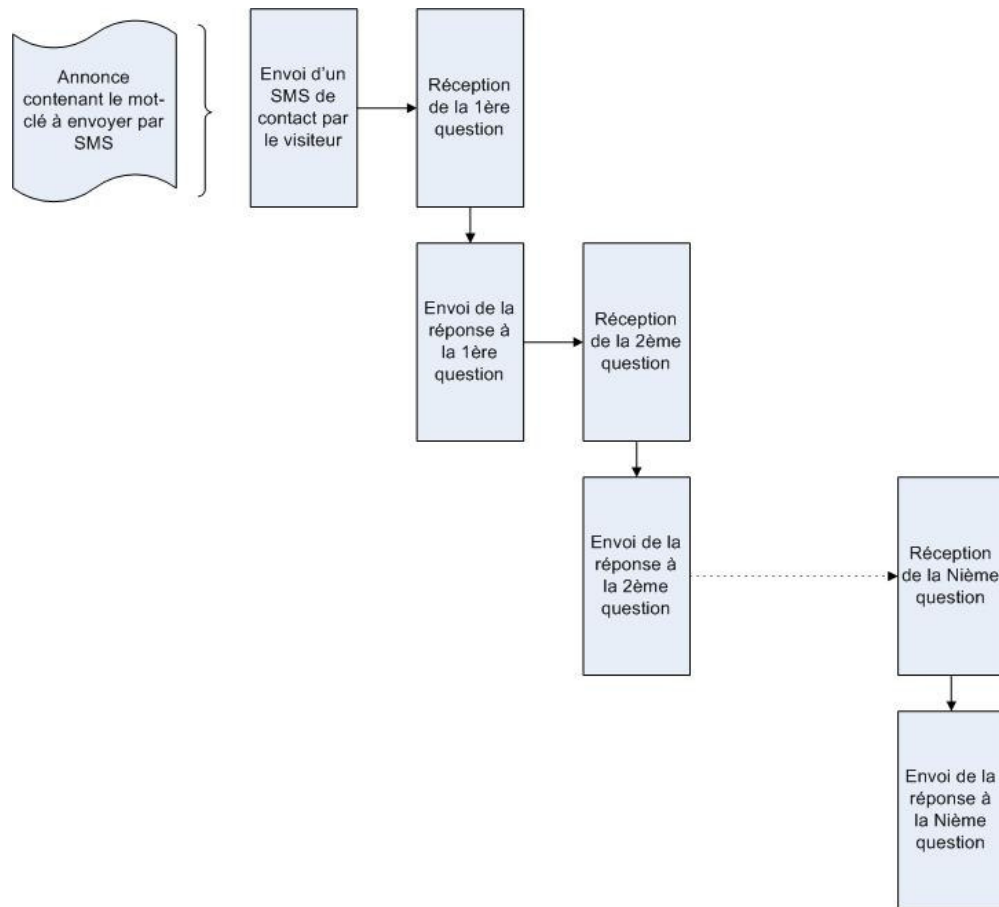 Annonce
contenant le mot-
clé à envoyer par
SMS
Envoi d'un
SMS de
contact par
le visiteur
Réception
de la 1ère
question
Envoi de la
réponse à
la 1ère
question
Réception
de la 2ème
question
Envoi de la
réponse à
la 2ème
question
Réception
de la Nième
question
Envoi de la
réponse à
la Nième
question